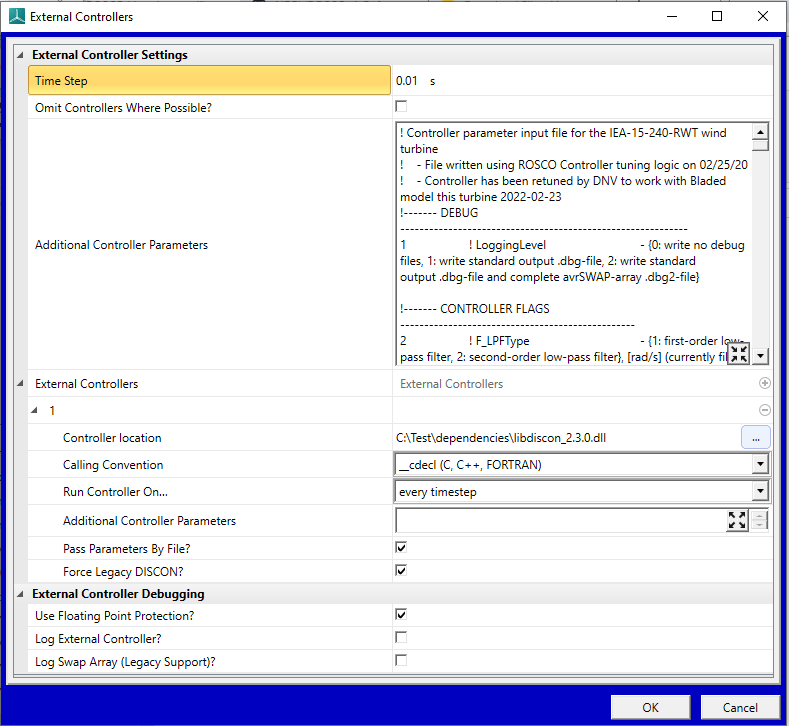 External Controllers
External Controller Settings
Time Step
0.01 s
Omit Controllers Where Possible?
Additional Controller Parameters
! Controller parameter input file for the IEA-15-240-RWT wind
turbine
! - File written using ROSCO Controller tuning logic on 02/25/20
! - Controller has been retuned by DNV to work with Bladed
model this turbine 2022-02-23
!------- DEBUG
------------------------------------------------------------
1 ! LoggingLevel - {0: write no debug
files, 1: write standard output .dbg-file, 2: write standard
output .dbg-file and complete avrSWAP-array .dbg2-file}
!------- CONTROLLER FLAGS
-------------------------------------------------
2 ! F_LPFType - {1: first-order low-
pass filter, 2: second-order low-pass filter}, [rad/s] (currently
External Controllers
External Controllers
1
Controller location
C:\Test\dependencies\libdiscon_2.3.0.dll
...
Calling Convention
__cdecl (C, C++, FORTRAN)
Run Controller On...
every timestep
Additional Controller Parameters
Pass Parameters By File?
Force Legacy DISCON?
External Controller Debugging
Use Floating Point Protection?
Log External Controller?
Log Swap Array (Legacy Support)?
OK
Cancel